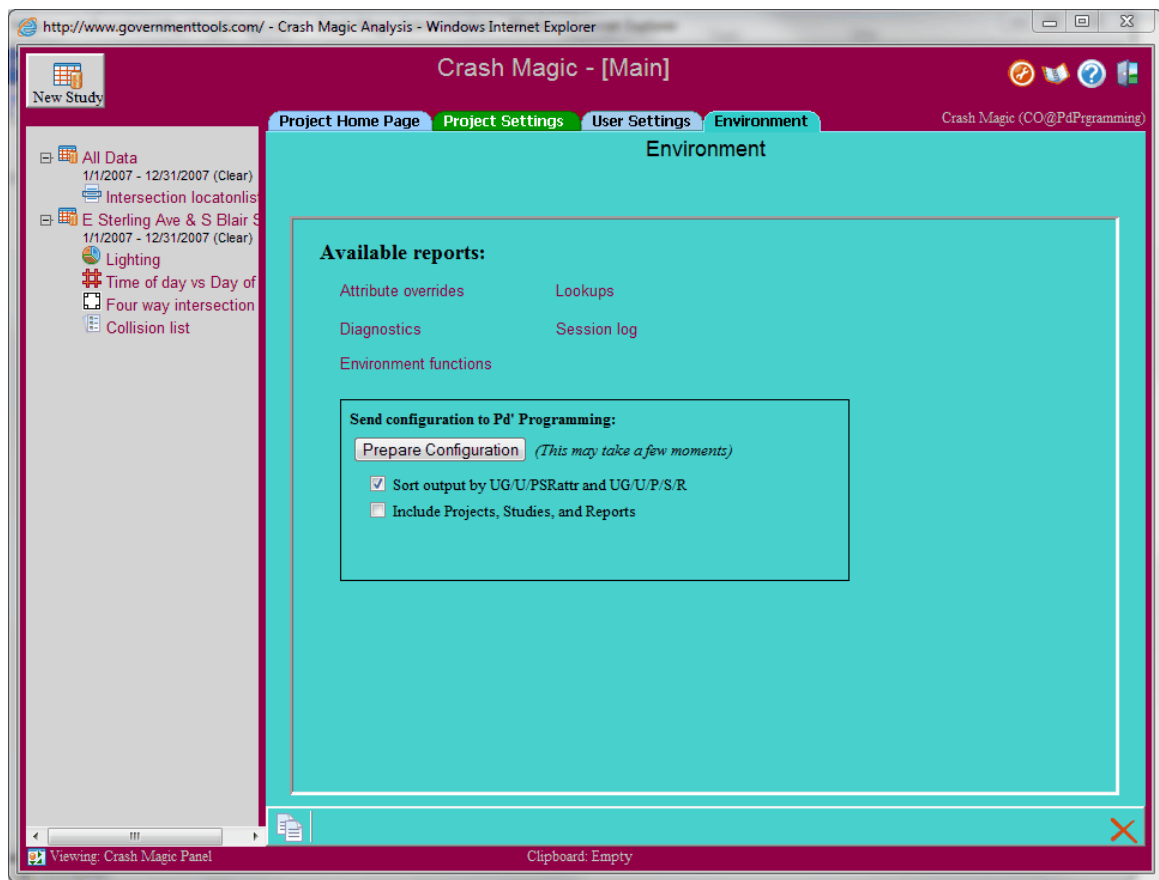 http://www.governmenttools.com/ - Crash Magic Analysis - Windows Internet Explorer
New Study
Crash Magic - [Main]
Project Home Page
Project Settings
User Settings
Environment
Crash Magic (CO@PdPrgramming)
All Data
1/1/2007 - 12/31/2007 (Clear)
Intersection locatonlis
E Sterling Ave & S Blair S
1/1/2007 - 12/31/2007 (Clear)
Lighting
Time of day vs Day of
Four way intersection
Collision list
Environment
Available reports:
Attribute overrides
Lookups
Diagnostics
Session log
Environment functions
Send configuration to Pd' Programming:
Prepare Configuration (This may take a few moments)
Sort output by UG/U/PSRattr and UG/U/P/S/R
Include Projects, Studies, and Reports
Viewing: Crash Magic Panel
Clipboard: Empty